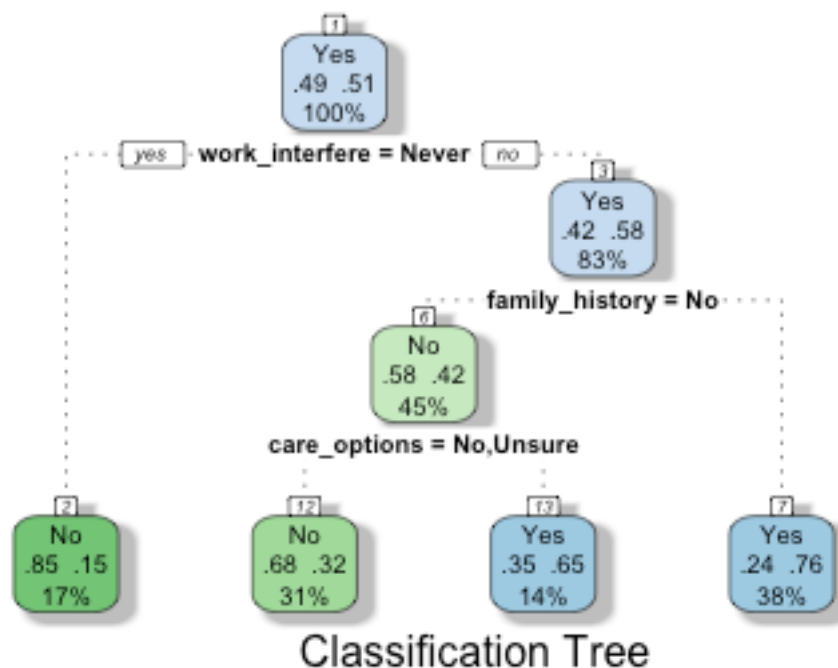 1
Yes
.49 .51
100%
yes work_interfere = Never no
3
Yes
.42 .58
83%
family_history = No
6
No
.58 .42
45%
care_options = No,Unsure
2
No
.85 .15
17%
12
No
.68 .32
31%
13
Yes
.35 .65
14%
7
Yes
.24 .76
38%
Classification Tree